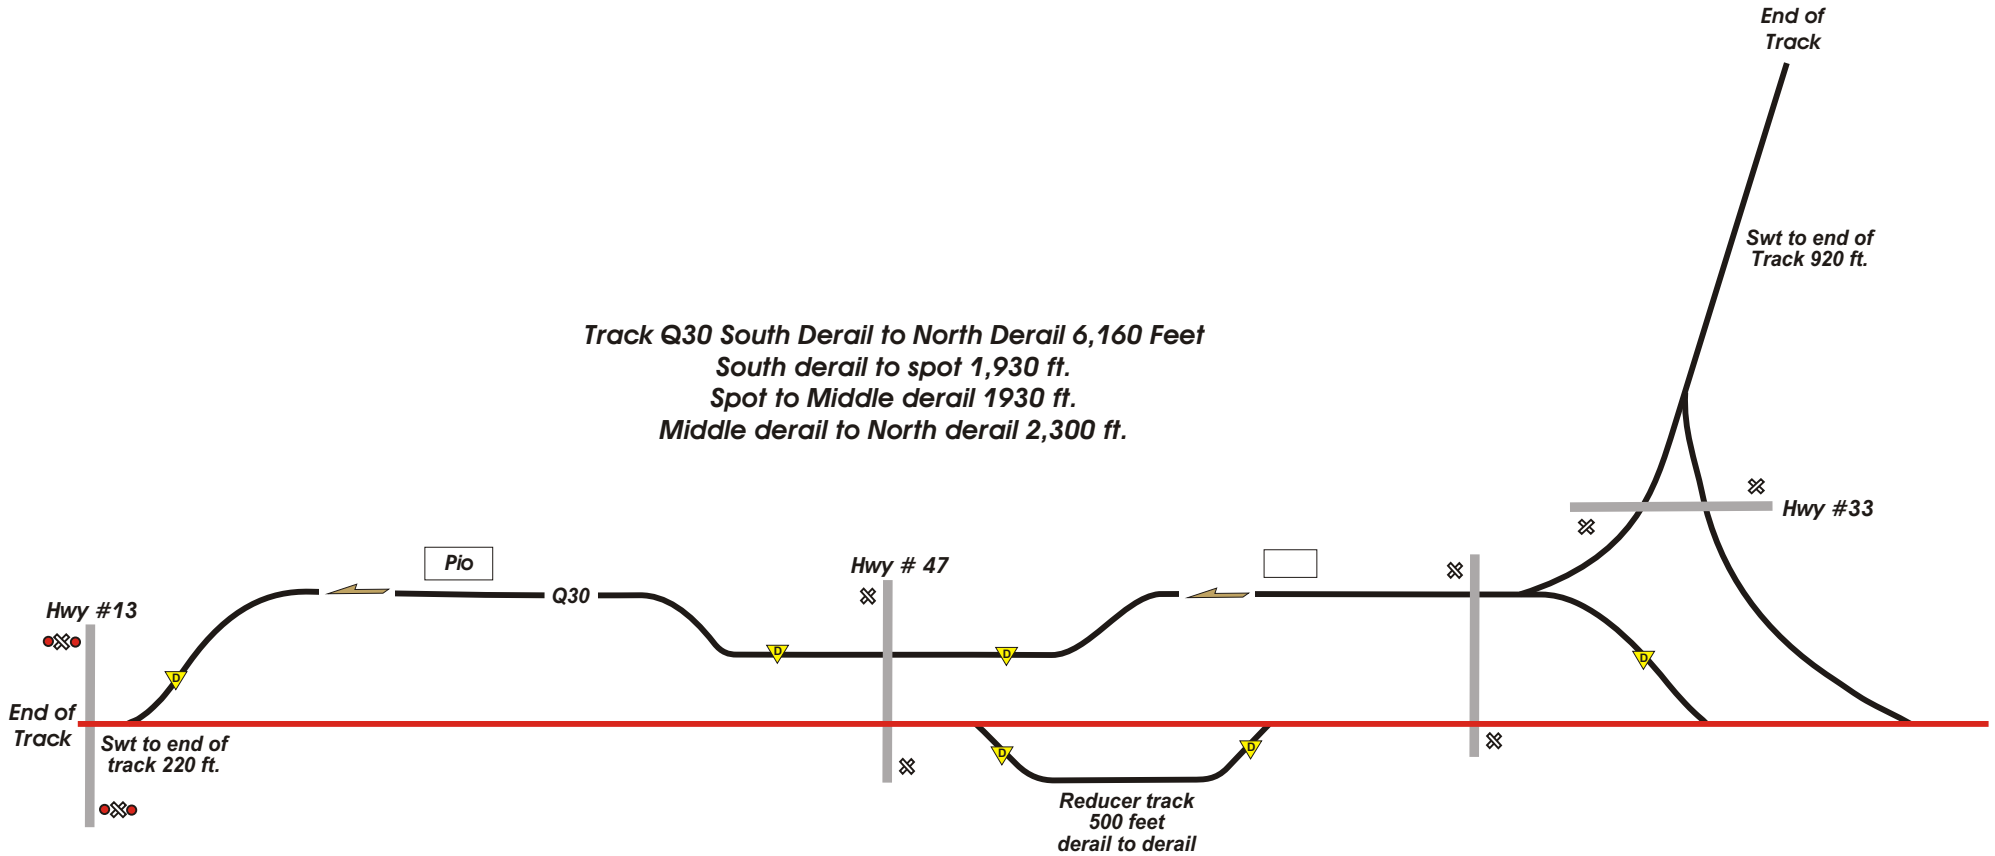 End of
Track
Swt to end of
Track 920 ft.
Track Q30 South Derail to North Derail 6,160 Feet
South derail to spot 1,930 ft.
Spot to Middle derail 1930 ft.
Middle derail to North derail 2,300 ft.
Hwy #33
Pio
Hwy # 47
Q30
Hwy #13
D
D
D
D
End of
Track
Swt to end of
track 220 ft.
D
D
Reducer track
500 feet
derail to derail